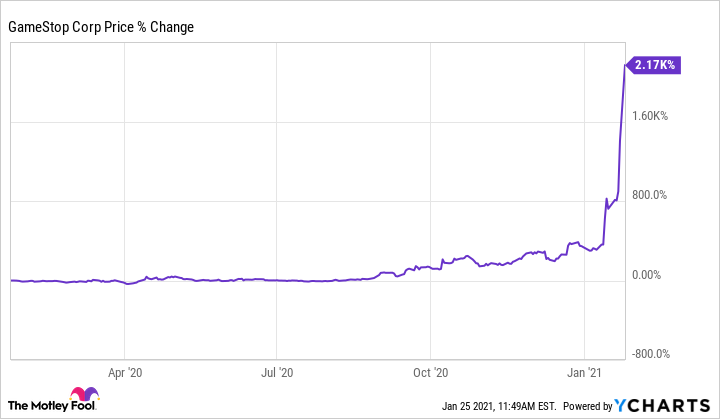 GameStop Corp Price % Change
2.17K%
1.60K%
800.0%
0.00%
-800.0%
Apr '20
Jul '20
Oct '20
Jan '21
The Motley Fool.
Jan 25 2021, 11:49AM EST. Powered by YCHARTS